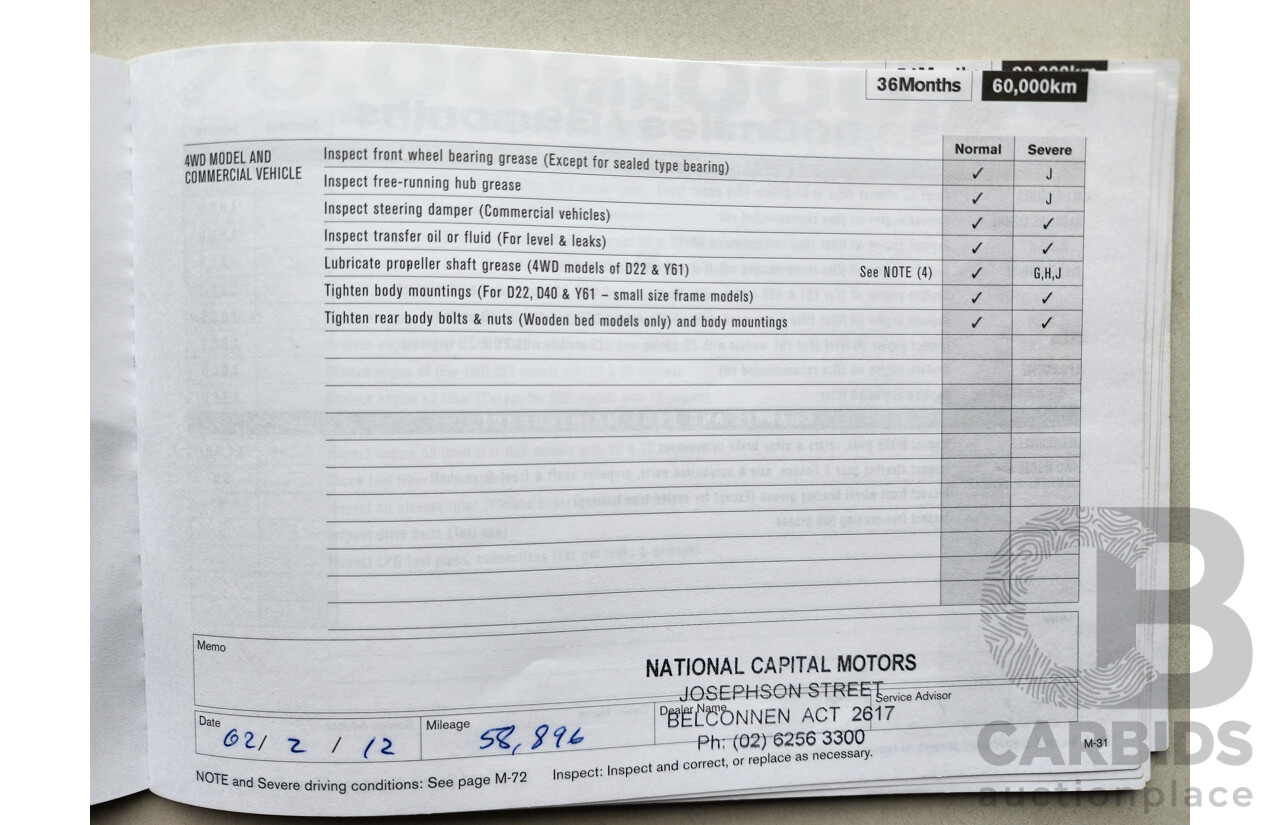 90,000km
36Months 60,000km
Normal Severe
4WD MODEL AND
COMMERCIAL VEHICLE
Inspect front wheel bearing grease (Except for sealed type bearing) ✓ J
Inspect free-running hub grease ✓ J
Inspect steering damper (Commercial vehicles) ✓ ✓
Inspect transfer oil or fluid (For level & leaks) ✓ ✓
Lubricate propeller shaft grease (4WD models of D22 & Y61) See NOTE (4) ✓ G,H,J
Tighten body mountings (For D22, D40 & Y61 – small size frame models) ✓ ✓
Tighten rear body bolts & nuts (Wooden bed models only) and body mountings ✓ ✓
Memo
NATIONAL CAPITAL MOTORS
JOSEPHSON STREET
BELCONNEN ACT 2617
Ph: (02) 6256 3300
Date
02/ 2 / 12
Mileage
58,896
Dealer Name
Service Advisor
NOTE and Severe driving conditions: See page M-72 Inspect: Inspect and correct, or replace as necessary.
M-31
CARBIDS
auctionplace